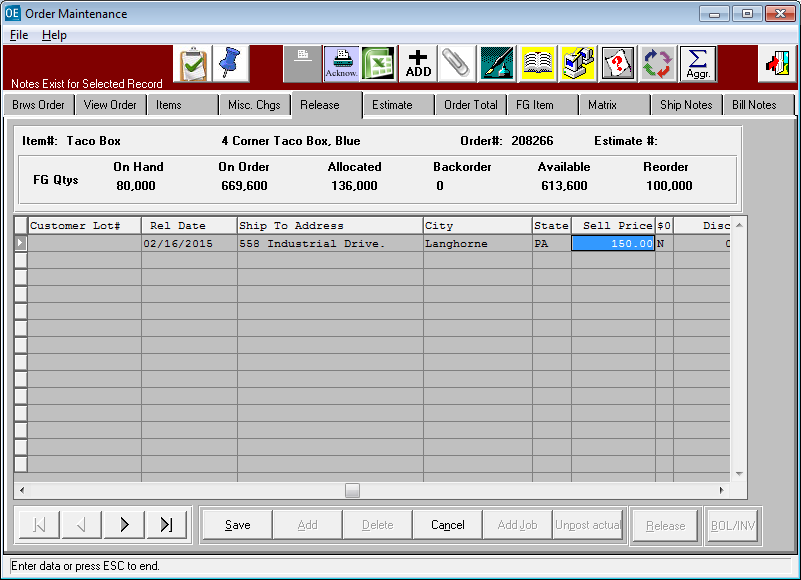 OE Order Maintenance
File Help
Notes Exist for Selected Record
Acknow.
ADD
Σ
Aggr.
Brws Order View Order Items Misc. Chgs Release Estimate Order Total FG Item Matrix Ship Notes Bill Notes
Item#: Taco Box 4 Corner Taco Box, Blue Order#: 208266 Estimate #:
On Hand On Order Allocated Backorder Available Reorder
FG Qtys 80,000 669,600 136,000 0 613,600 100,000
Customer Lot# Rel Date Ship To Address City State Sell Price $0 Disc
02/16/2015 558 Industrial Drive. Langhorne PA 150.00 N 0
Save Add Delete Cancel Add Job Unpost actual Release BOL/INV
Enter data or press ESC to end.